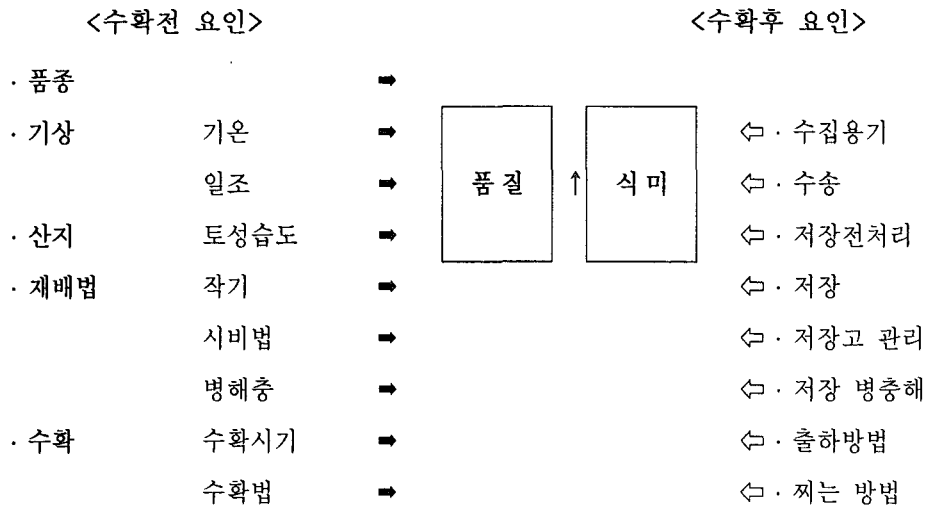 <수확전 요인> <수확후 요인>
· 품종 ➡
· 기상 기온 ➡ ⇦ · 수집용기
일조 ➡ 품 질 ↑ 식 미 ⇦ · 수송
· 산지 토성습도 ➡ ⇦ · 저장전처리
· 재배법 작기 ➡ ⇦ · 저장
시비법 ➡ ⇦ · 저장고 관리
병해충 ➡ ⇦ · 저장 병충해
· 수확 수확시기 ➡ ⇦ · 출하방법
수확법 ➡ ⇦ · 찌는 방법